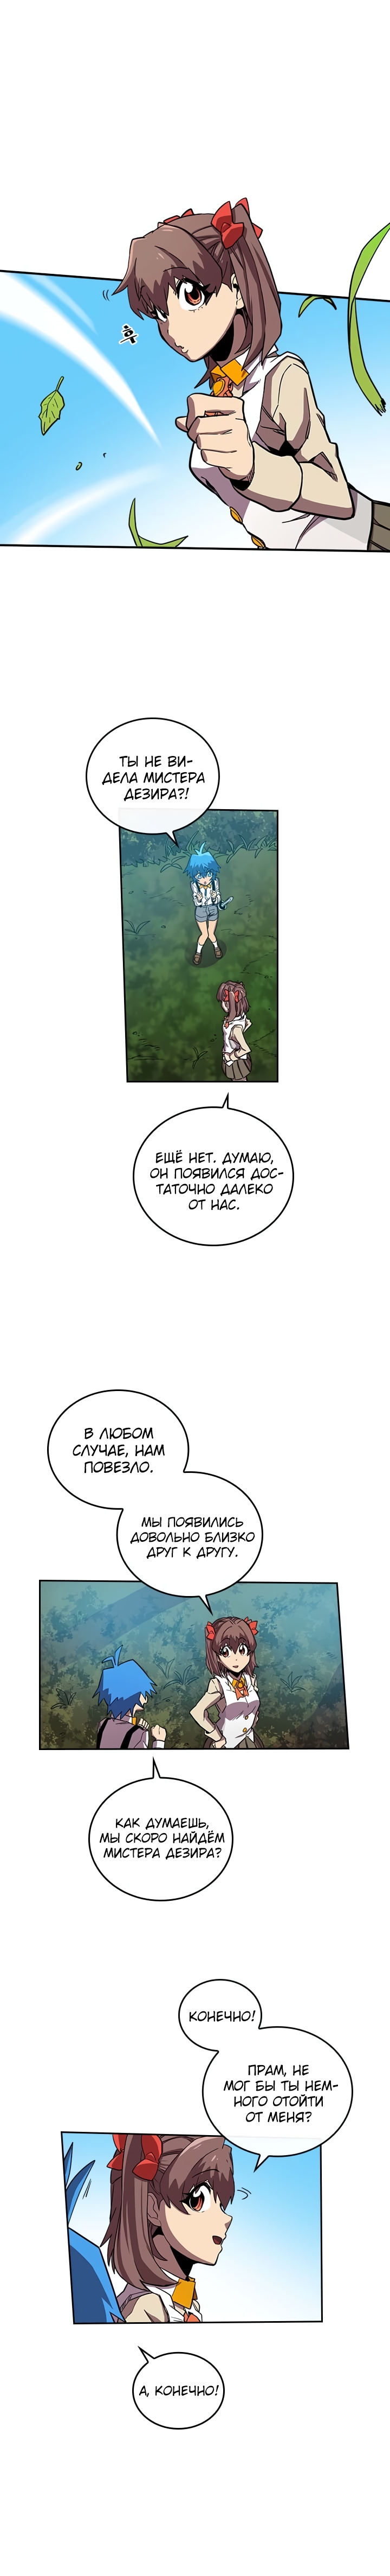 후
ТЫ НЕ ВИ-
ДЕЛА МИСТЕРА
ДЕЗИРА?!
ЕЩЁ НЕТ. ДУМАЮ,
ОН ПОЯВИЛСЯ ДОС-
ТАТОЧНО ДАЛЕКО
ОТ НАС.
В ЛЮБОМ
СЛУЧАЕ, НАМ
ПОВЕЗЛО.
МЫ ПОЯВИЛИСЬ
ДОВОЛЬНО БЛИЗКО
ДРУГ К ДРУГУ.
КАК ДУМАЕШЬ,
МЫ СКОРО НАЙДЁМ
МИСТЕРА ДЕЗИРА?
КОНЕЧНО!
ПРАМ, НЕ
МОГ БЫ ТЫ НЕМ-
НОГО ОТОЙТИ
ОТ МЕНЯ?
А, КОНЕЧНО!